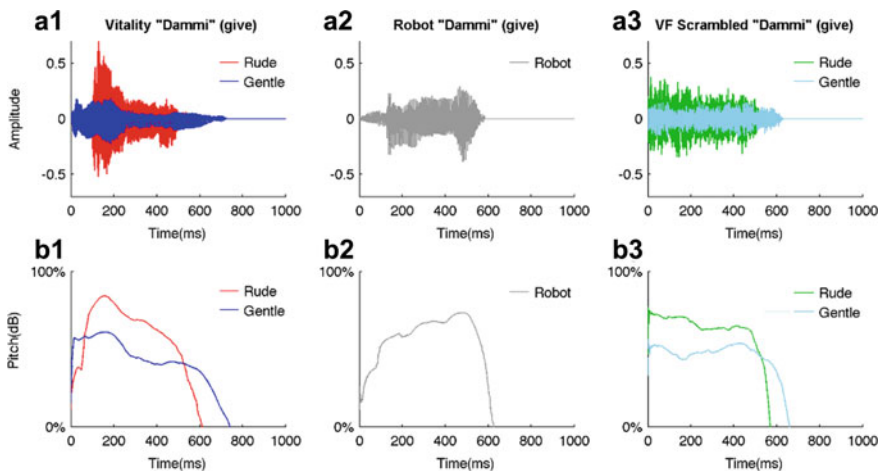 a1 Vitality "Dammi" (give)
a2 Robot "Dammi" (give)
a3 VF Scrambled "Dammi" (give)
Amplitude
0.5
0
-0.5
Rude
Gentle
0 200 400 600 800 1000
Time(ms)
0.5
0
-0.5
Robot
0 200 400 600 800 1000
Time(ms)
0.5
0
-0.5
Rude
Gentle
0 200 400 600 800 1000
Time(ms)
b1
b2
b3
Pitch(dB)
100%
0%
Rude
Gentle
0 200 400 600 800 1000
Time (ms)
100%
0%
Robot
0 200 400 600 800 1000
Time (ms)
100%
0%
Rude
Gentle
0 200 400 600 800 1000
Time (ms)